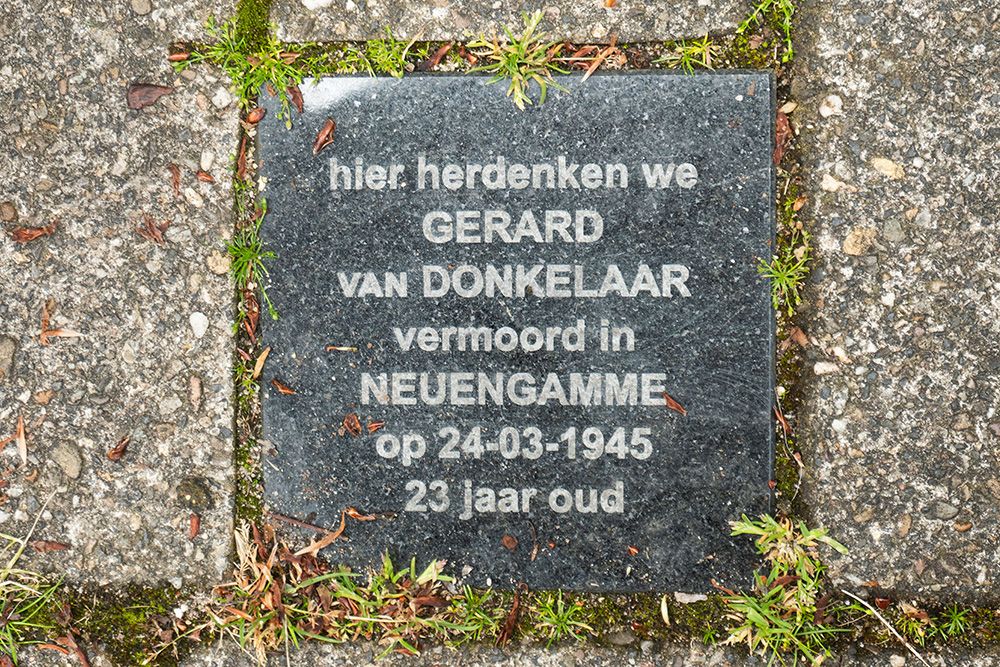 hier herdenken we
GERARD
VAN DONKELAAR
vermoord in
NEUENGAMME
op 24-03-1945
23 jaar oud